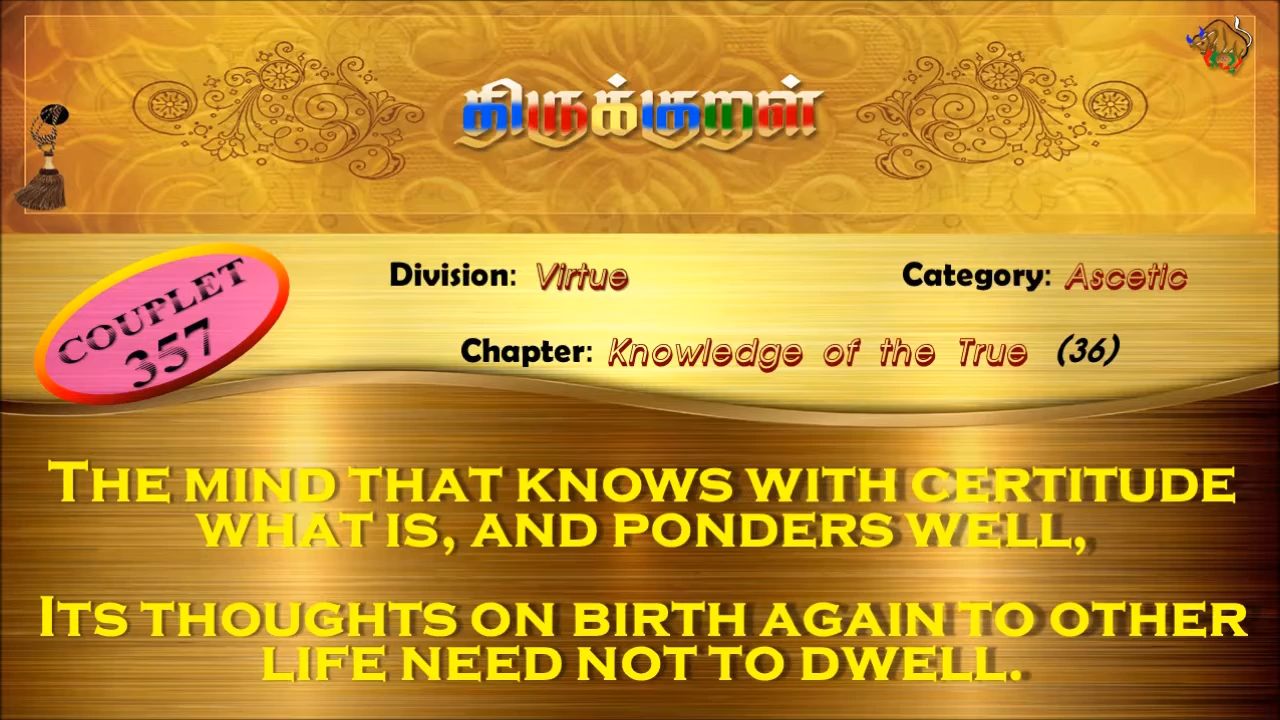 திருக்குறள்
COUPLET
357
Division: Virtue
Category: Ascetic
Chapter: Knowledge of the True (36)
THE MIND THAT KNOWS WITH CERTITUDE
WHAT IS, AND PONDERS WELL,
ITS THOUGHTS ON BIRTH AGAIN TO OTHER
LIFE NEED NOT TO DWELL.